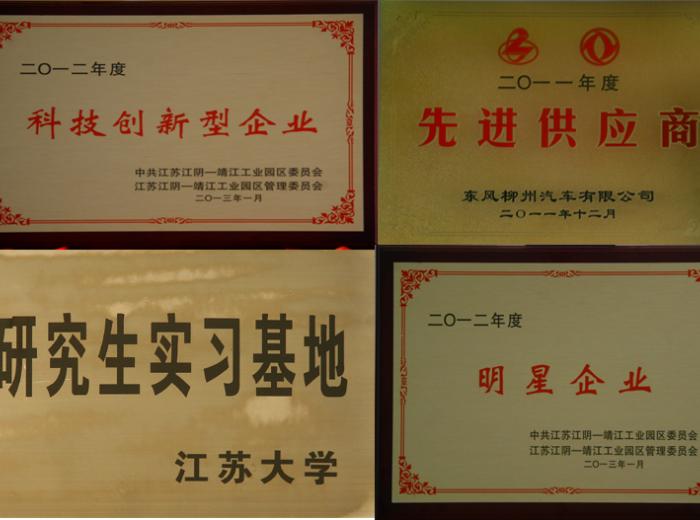 二〇一二年度
科技创新型企业
中共江苏江阴—靖江工业园区委员会
江苏江阴—靖江工业园区管理委员会
二〇一三年一月
二〇一一年度
先进供应商
东风柳州汽车有限公司
二〇一一年十二月
研究生实习基地
江苏大学
二〇一二年度
明星企业
中共江苏江阴—靖江工业园区委员会
江苏江阴—靖江工业园区管理委员会
二〇一三年一月